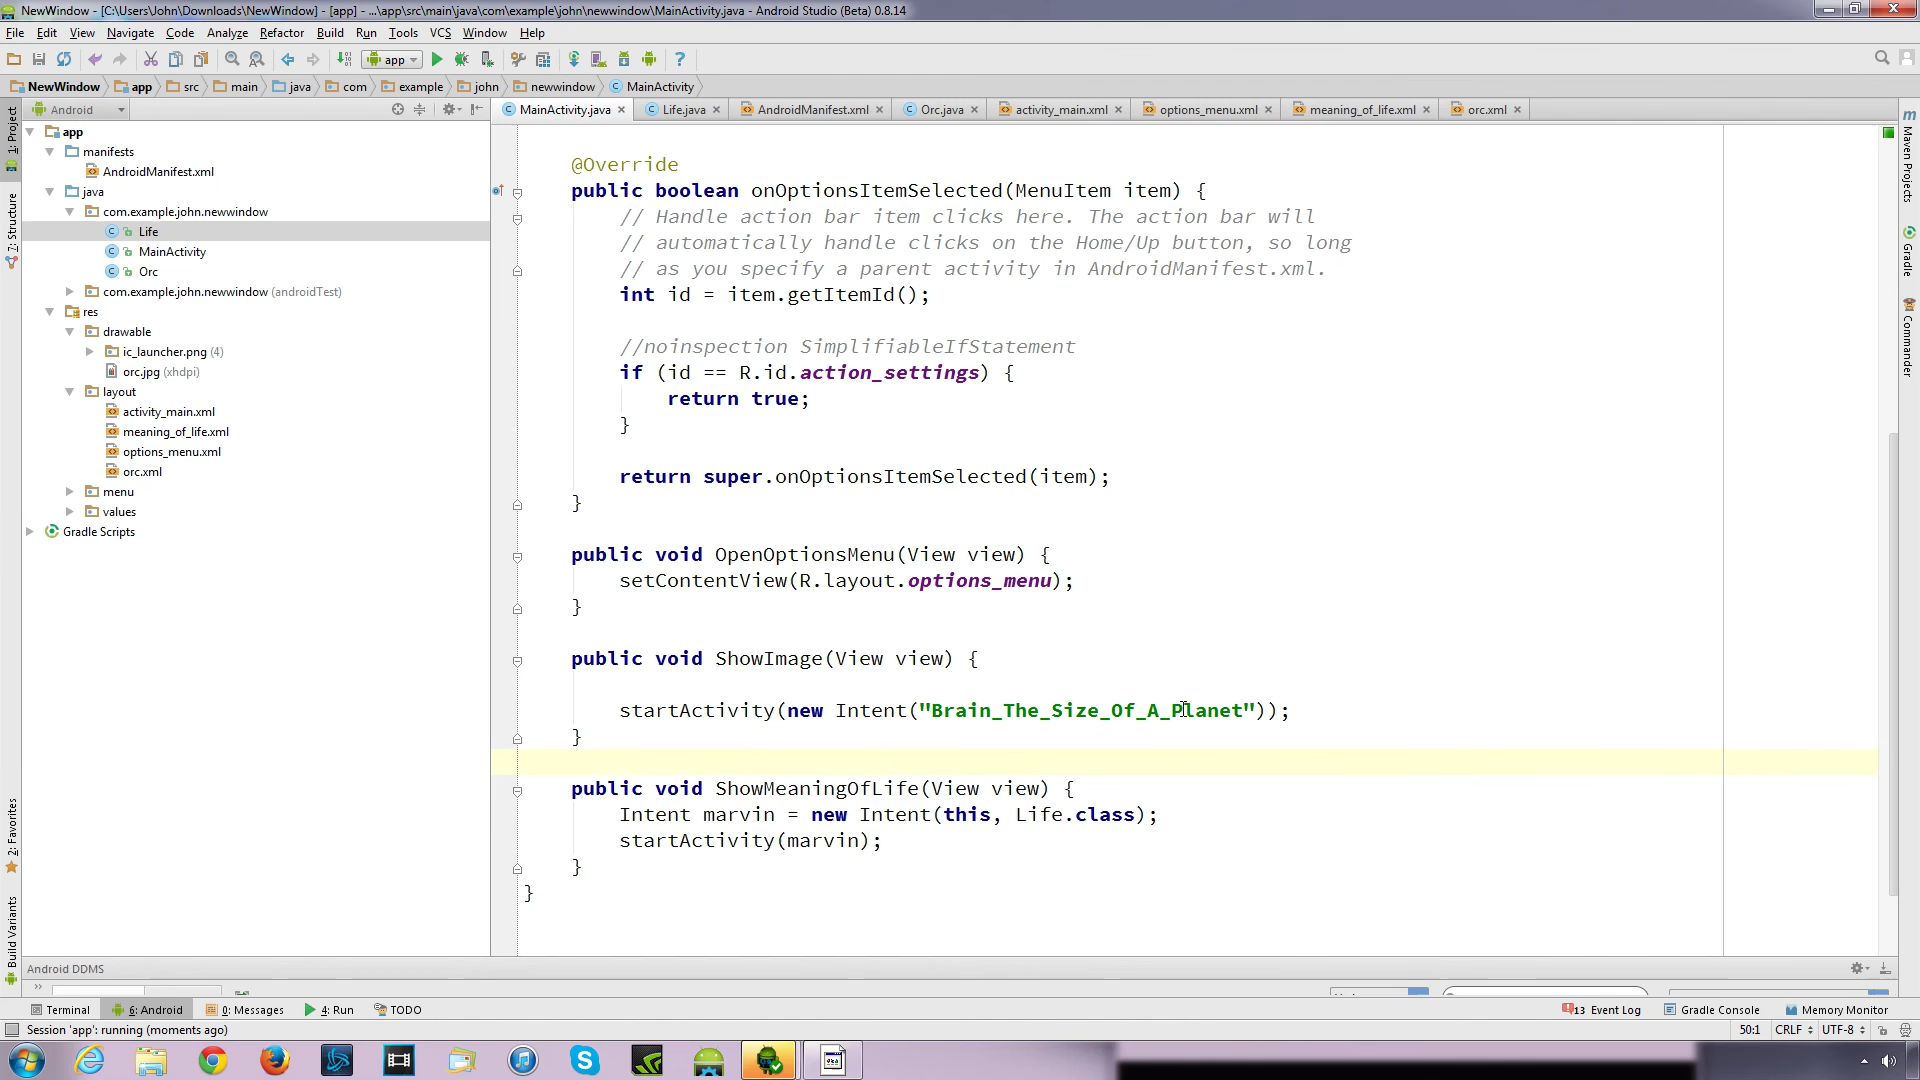 NewWindow - [C:\Users\John\Downloads\NewWindow] - [app] - ...\app\src\main\java\com\example\john\newwindow\MainActivity.java - Android Studio (Beta) 0.8.14
File Edit View Navigate Code Analyze Refactor Build Run Tools VCS Window Help
app
NewWindow app src main java com example john newwindow MainActivity
Android
MainActivity.java Life.java AndroidManifest.xml Orc.java activity_main.xml options_menu.xml meaning_of_life.xml orc.xml
1: Project
7: Structure
2: Favorites
Build Variants
app
manifests
AndroidManifest.xml
java
com.example.john.newwindow
Life
MainActivity
Orc
com.example.john.newwindow (androidTest)
res
drawable
ic_launcher.png (4)
orc.jpg (xhdpi)
layout
activity_main.xml
meaning_of_life.xml
options_menu.xml
orc.xml
menu
values
Gradle Scripts
@Override
public boolean onOptionsItemSelected(MenuItem item) {
// Handle action bar item clicks here. The action bar will
// automatically handle clicks on the Home/Up button, so long
// as you specify a parent activity in AndroidManifest.xml.
int id = item.getItemId();
//noinspection SimplifiableIfStatement
if (id == R.id.action_settings) {
return true;
}
return super.onOptionsItemSelected(item);
}
public void OpenOptionsMenu(View view) {
setContentView(R.layout.options_menu);
}
public void ShowImage(View view) {
startActivity(new Intent("Brain_The_Size_Of_A_Planet"));
}
public void ShowMeaningOfLife(View view) {
Intent marvin = new Intent(this, Life.class);
startActivity(marvin);
}
}
m Maven Projects
Gradle
Commander
Android DDMS
Terminal 6: Android 0: Messages 4: Run TODO
13 Event Log Gradle Console Memory Monitor
Session 'app': running (moments ago)
50:1 CRLF UTF-8